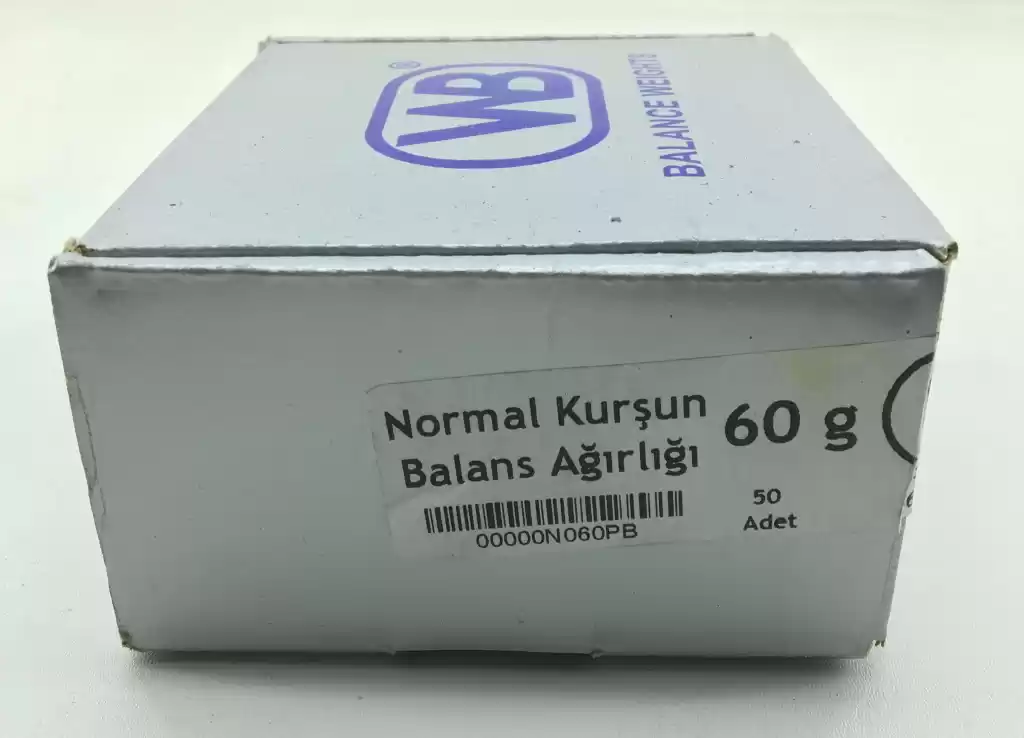 WB
®
BALANCE WEIGHTS
Normal Kurşun
Balans Ağırlığı
60 g
00000N060PB
50
Adet